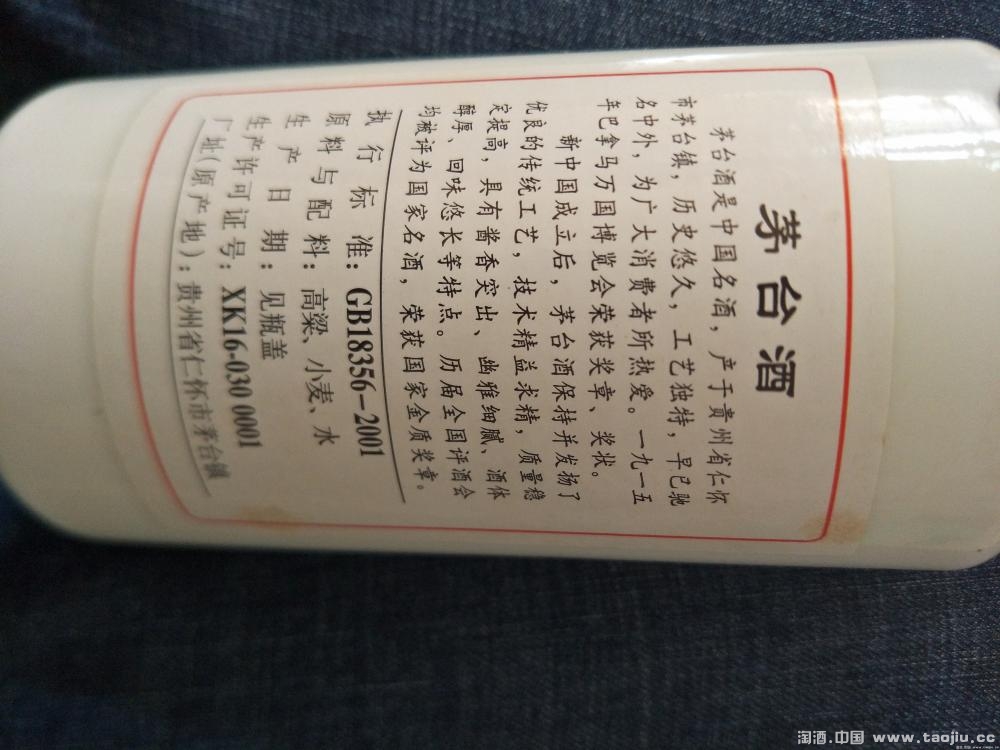 茅台酒
茅台酒是中国名酒，产于贵州省仁怀
市茅台镇，历史悠久，工艺独特，早已驰
名中外，为广大消费者所热爱。一九一五
年巴拿马万国博览会荣获奖章、奖状。
新中国成立后，茅台酒保持并发扬了
优良的传统工艺，技术精益求精，质量稳
定提高，具有酱香突出、幽雅细腻、酒体
醇厚、回味悠长等特点。历届全国评酒会
均被评为国家名酒，荣获国家金质奖章。
执行标准：GB18356-2001
原料与配料：高粱、小麦、水
生产日期：见瓶盖
生产许可证号：XK16-030 0001
厂址(原产地)：贵州省仁怀市茅台镇
淘酒.中国 www.taojiu.cc